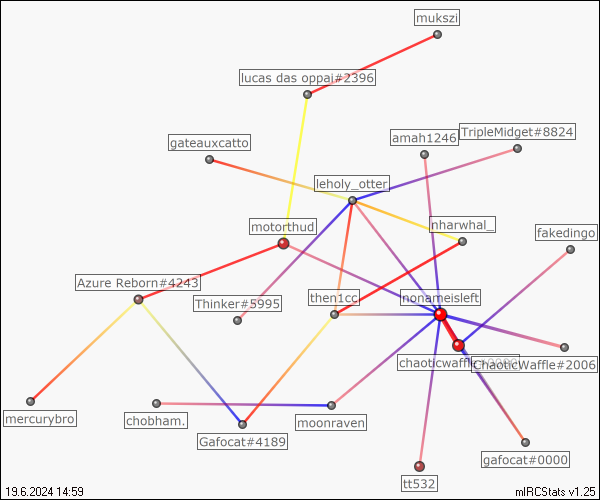 mukszi
lucas das oppai#2396
amah1246
TripleMidget#8824
gateauxcatto
leholy_otter
motorthud
nharwhal_
fakedingo
Azure Reborn#4243
Thinker#5995
then1cc
nonameisleft
chaoticwaffle
ChaoticWaffle#2006
mercurybro
chobham.
moonraven
Gafocat#4189
gafocat#0000
tt532
19.6.2024 14:59
mIRCStats v1.25